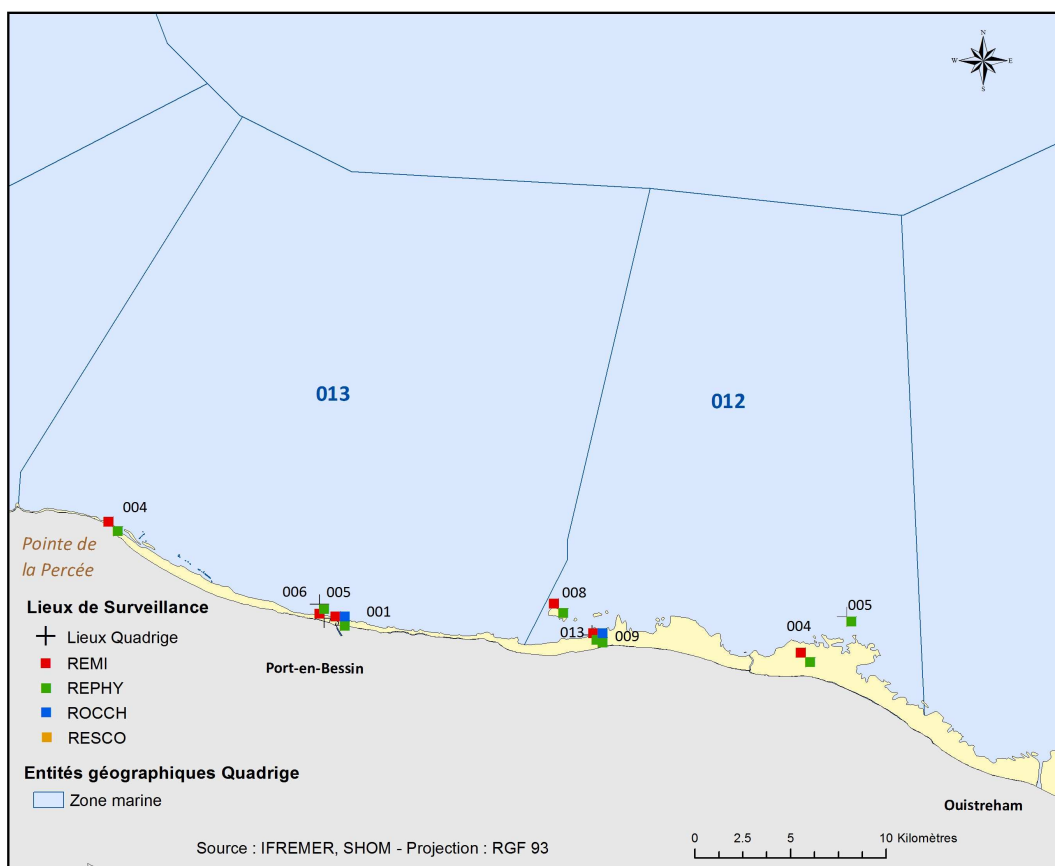 N
W E
S
013
012
004
Pointe de
la Percée
006 005
001
Port-en-Bessin
008
013
009
005
004
Ouistreham
Lieux de Surveillance
Lieux Quadrige
REMI
REPHY
ROCCH
RESCO
Entités géographiques Quadrige
Zone marine
Source : IFREMER, SHOM - Projection : RGF 93
0 2.5 5 10 Kilomètres